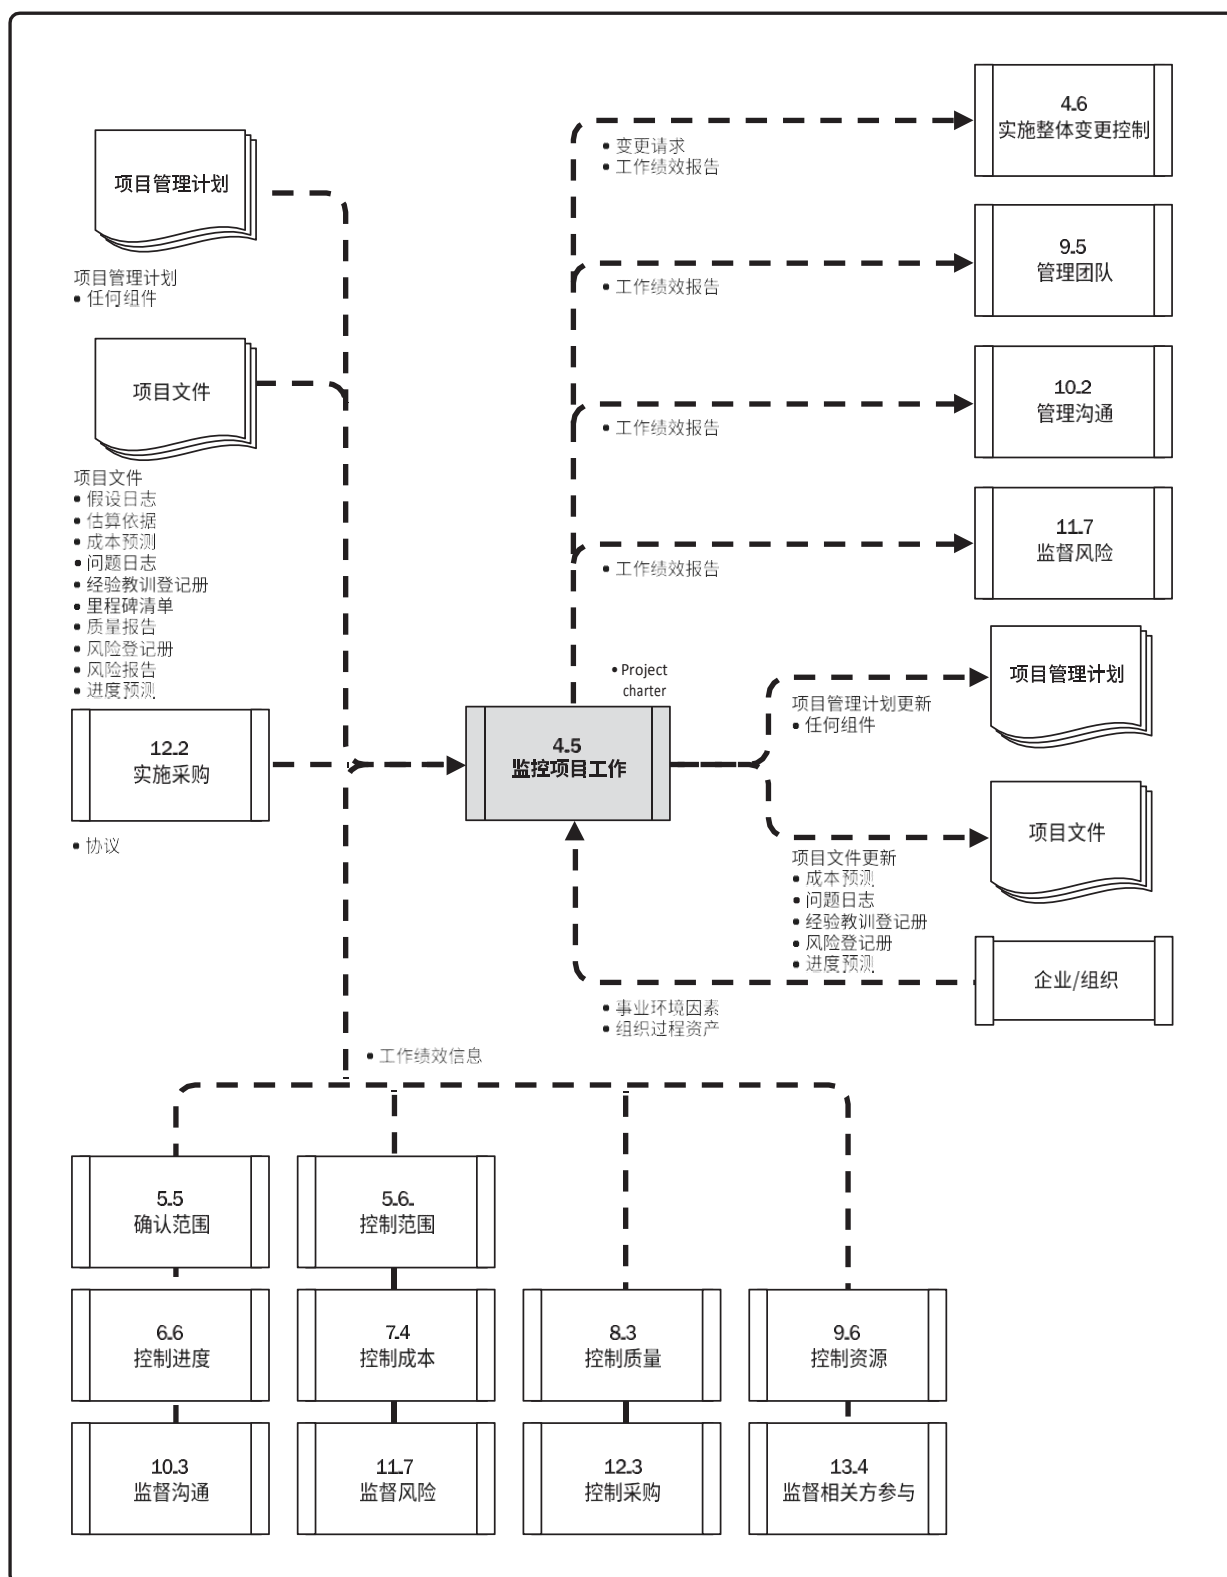 项目管理计划
项目管理计划
• 任何组件
项目文件
项目文件
• 假设日志
• 估算依据
• 成本预测
• 问题日志
• 经验教训登记册
• 里程碑清单
• 质量报告
• 风险登记册
• 风险报告
• 进度预测
12.2
实施采购
• 协议
• 变更请求
• 工作绩效报告
4.6
实施整体变更控制
• 工作绩效报告
9.5
管理团队
• 工作绩效报告
10.2
管理沟通
• 工作绩效报告
11.7
监督风险
• Project
charter
4.5
监控项目工作
项目管理计划更新
• 任何组件
项目管理计划
项目文件更新
• 成本预测
• 问题日志
• 经验教训登记册
• 风险登记册
• 进度预测
项目文件
企业/组织
• 事业环境因素
• 组织过程资产
• 工作绩效信息
5.5
确认范围
5.6.
控制范围
6.6
控制进度
7.4
控制成本
8.3
控制质量
9.6
控制资源
10.3
监督沟通
11.7
监督风险
12.3
控制采购
13.4
监督相关方参与